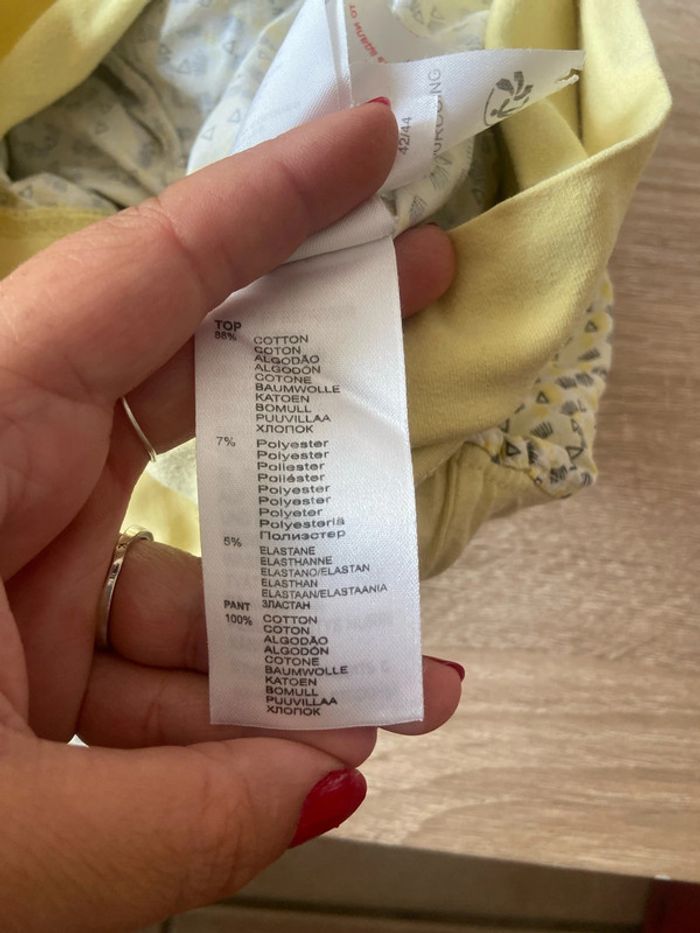 42/44
TOP
88% COTTON
COTON
ALGODÃO
ALGODÓN
COTONE
BAUMWOLLE
KATOEN
BOMULL
PUUVILLAA
ХЛОПОК
7% Polyester
Polyester
Poliester
Poliéster
Polyester
Polyester
Polyeter
Polyesteriä
Полиэстер
5%
ELASTANE
ELASTHANNE
ELASTANO/ELASTAN
ELASTHAN
ELASTAAN/ELASTAANIA
PANT ЗЛАСТАН
100% COTTON
COTON
ALGODÃO
ALGODÓN
COTONE
BAUMWOLLE
KATOEN
BOMULL
PUUVILLAA
ХЛОПОК